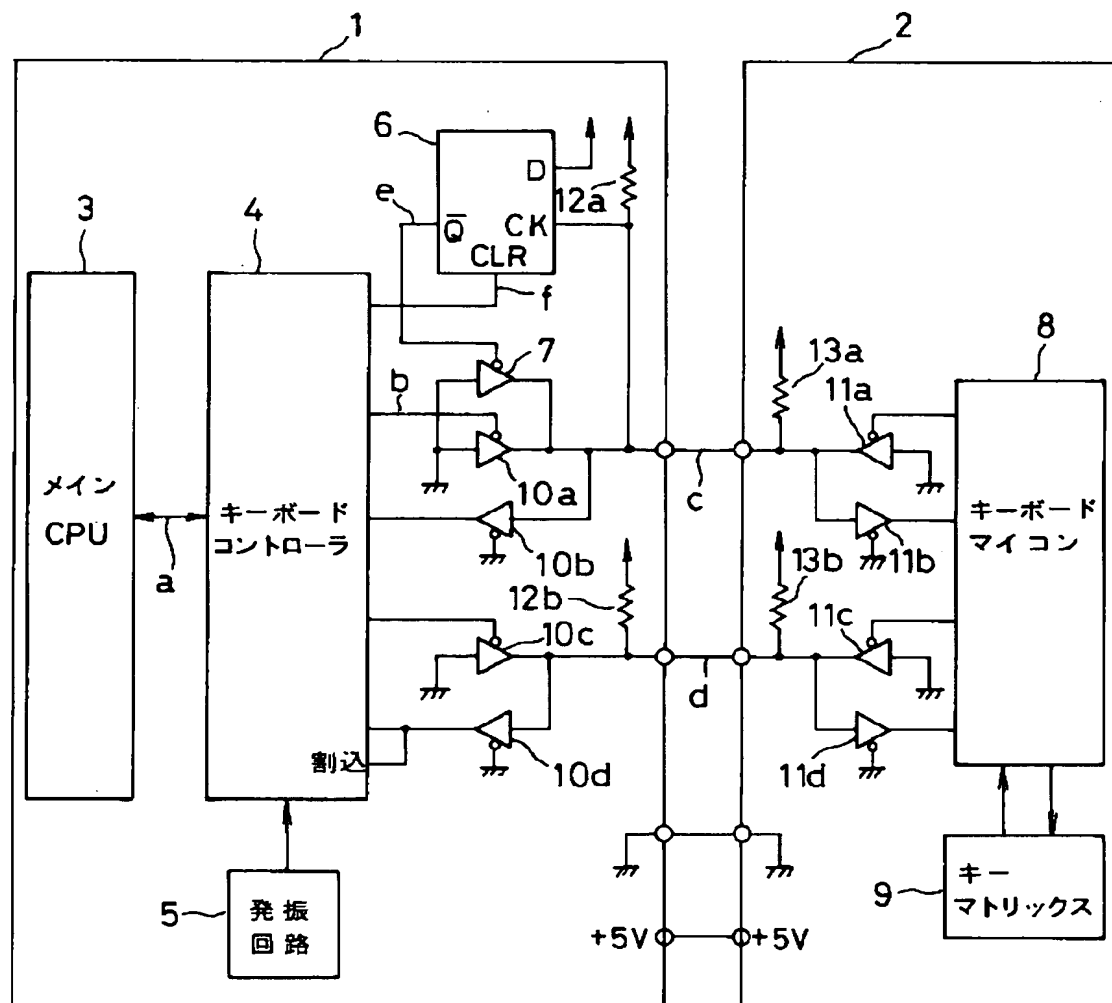 1
2
6
D
12a
e
Q̅
CK
CLR
f
3
4
7
b
13a
8
11a
10a
c
メイン
CPU
a
キーボード
コントローラ
10b
11b
キーボード
マイコン
12b
13b
10c
11c
d
割込
10d
11d
5
発振
回路
9
キー
マトリックス
+5V
+5V